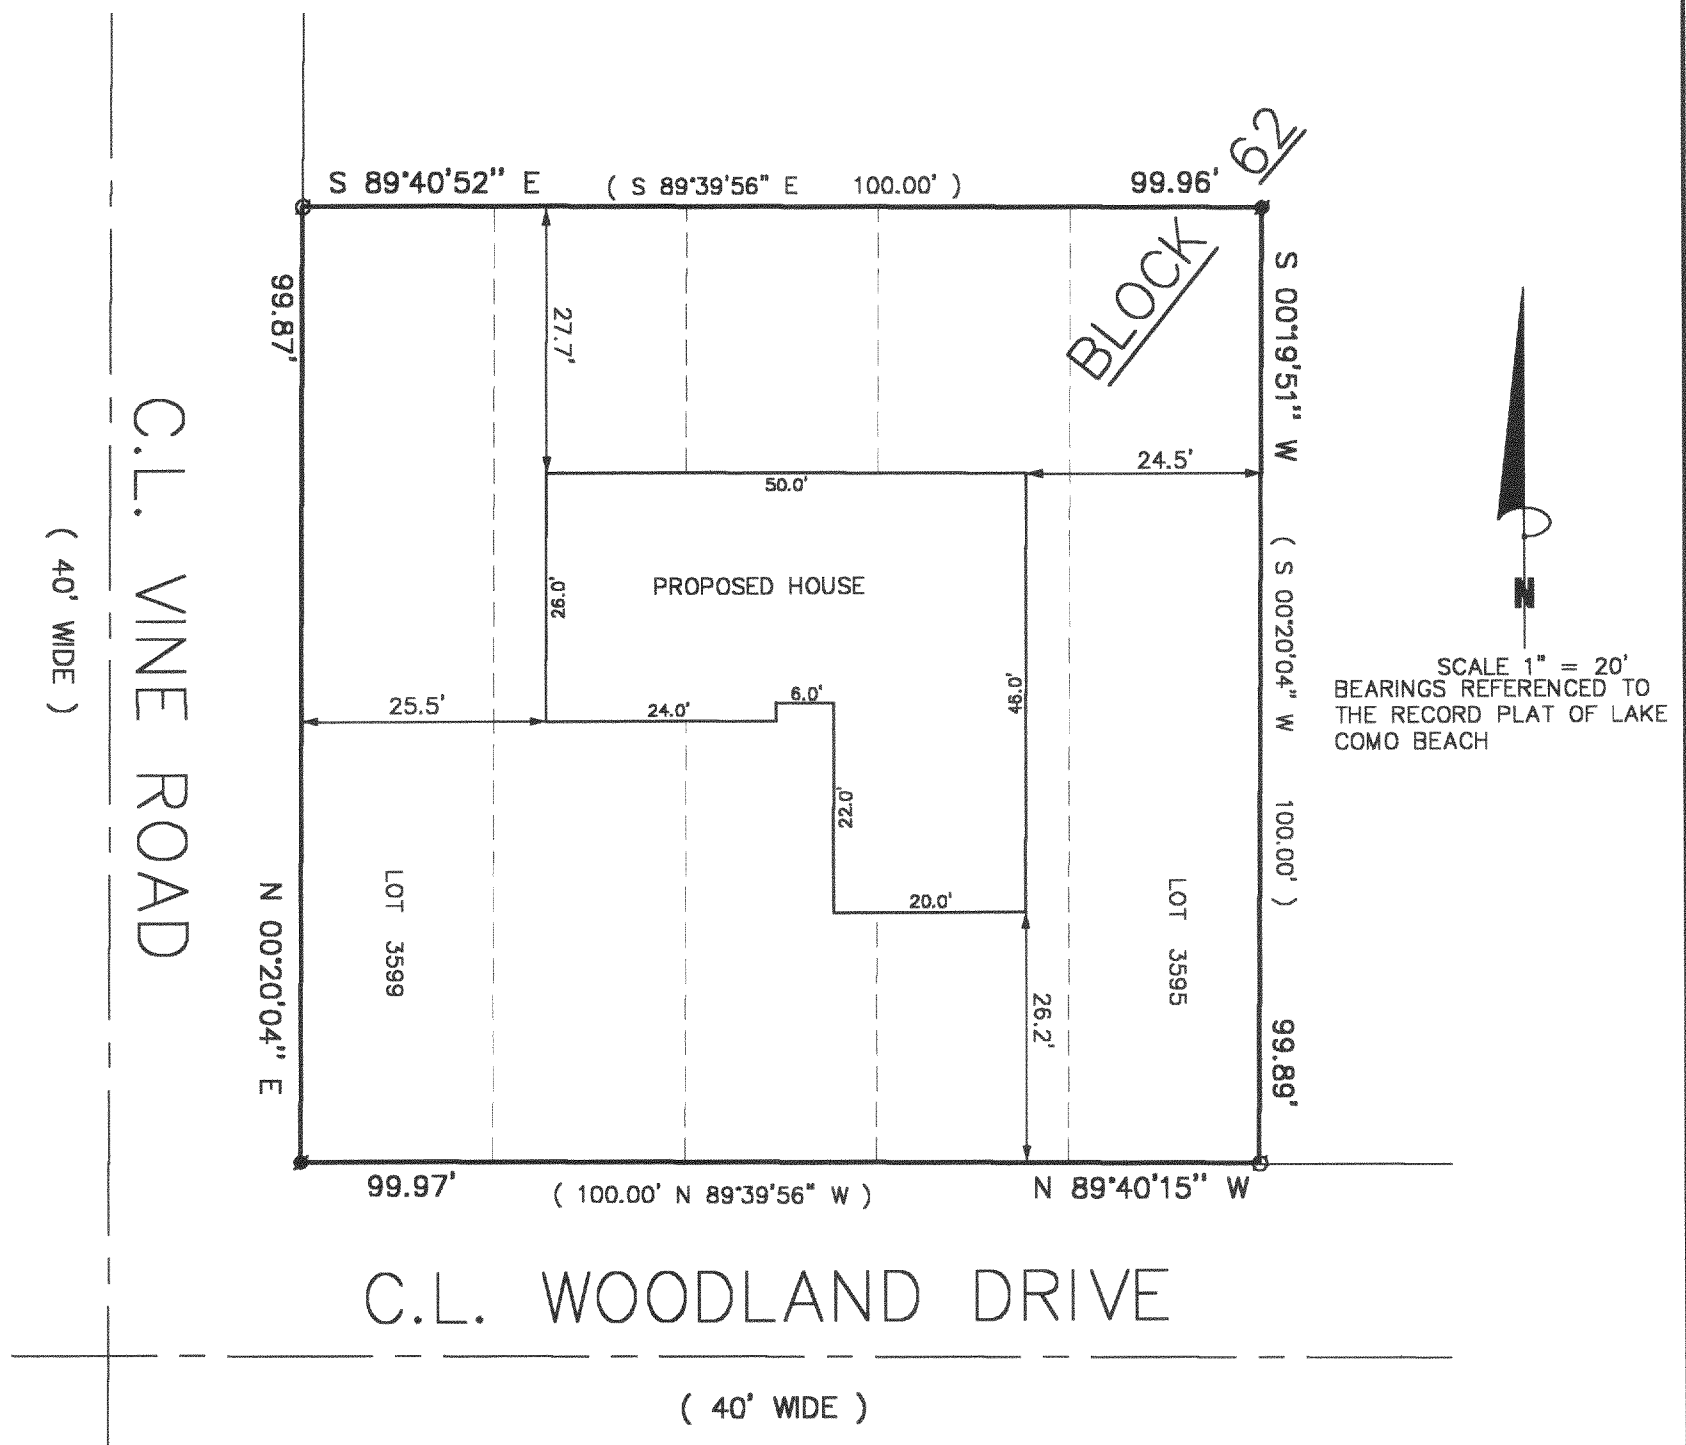 62
S 89°40'52" E ( S 89°39'56" E 100.00' ) 99.96'
BLOCK
99.87'
27.7'
S 00°19'51" W ( S 00°20'04" W 100.00' ) 99.89'
24.5'
50.0'
C.L. VINE ROAD
( 40' WIDE )
26.0'
PROPOSED HOUSE
N
SCALE 1" = 20'
BEARINGS REFERENCED TO
THE RECORD PLAT OF LAKE
COMO BEACH
46.0'
6.0'
25.5'
24.0'
22.0'
20.0'
LOT 3599
LOT 3595
N 00°20'04" E
26.2'
99.97' ( 100.00' N 89°39'56" W ) N 89°40'15" W
C.L. WOODLAND DRIVE
( 40' WIDE )